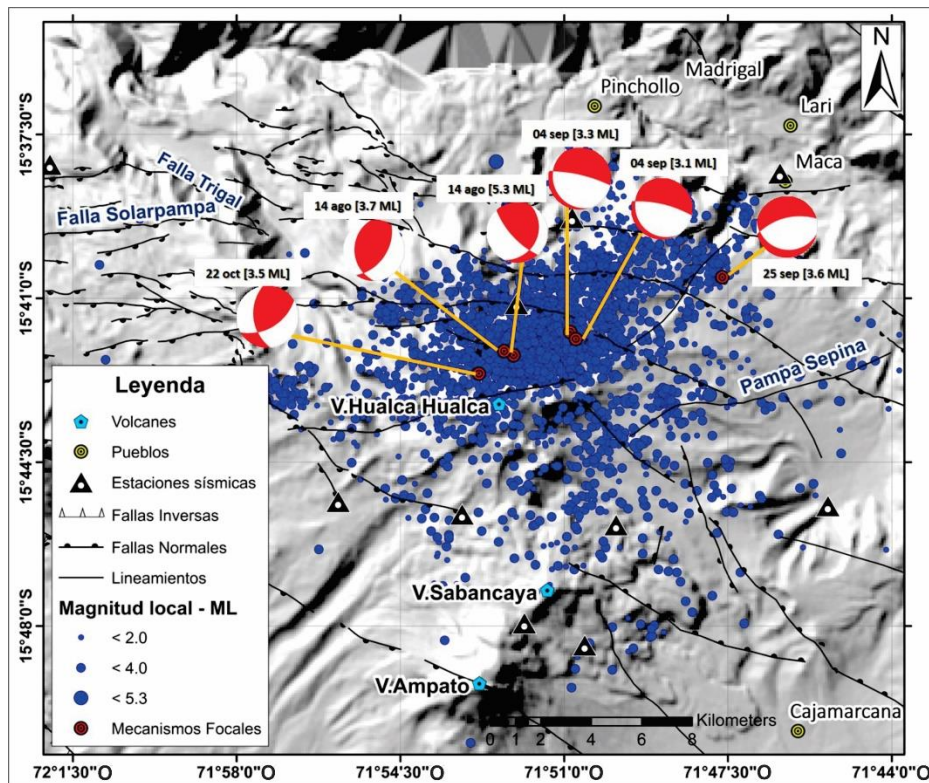 N
Madrigal
Pinchollo
Lari
Maca
04 sep [3.3 ML]
04 sep [3.1 ML]
14 ago [5.3 ML]
14 ago [3.7 ML]
22 oct [3.5 ML]
25 sep [3.6 ML]
Falla Trigal
Falla Solarpampa
Pampa Sepina
V.Hualca Hualca
V.Sabancaya
V.Ampato
Cajamarcana
Leyenda
Volcanes
Pueblos
Estaciones sísmicas
Fallas Inversas
Fallas Normales
Lineamientos
Magnitud local - ML
< 2.0
< 4.0
< 5.3
Mecanismos Focales
Kilometers
0 1 2 4 6 8
15°37'30"S
15°41'0"S
15°44'30"S
15°48'0"S
72°1'30"O
71°58'0"O
71°54'30"O
71°51'0"O
71°47'30"O
71°44'0"O